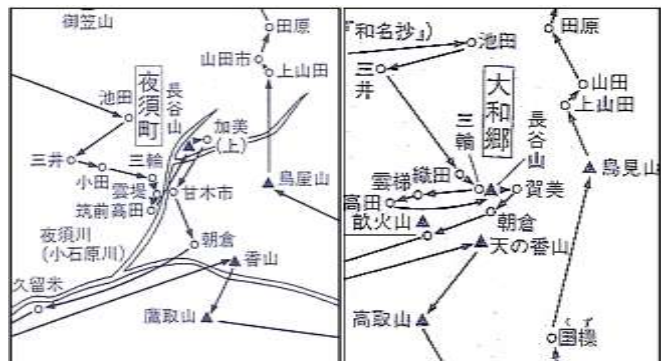 御笠山
田原
山田市
上山田
池田
夜須町
長谷山
加美
(上)
三井
小田
三輪
雲堤
甘木市
筑前高田
鳥屋山
夜須川
(小石原川)
朝倉
香山
久留米
鷹取山
『和名抄』)
田原
池田
三井
大和郷
山田
上山田
三輪
長谷山
織田
雲梯
賀美
鳥見山
高田
畝火山
朝倉
天の香山
高取山
くず
国樔